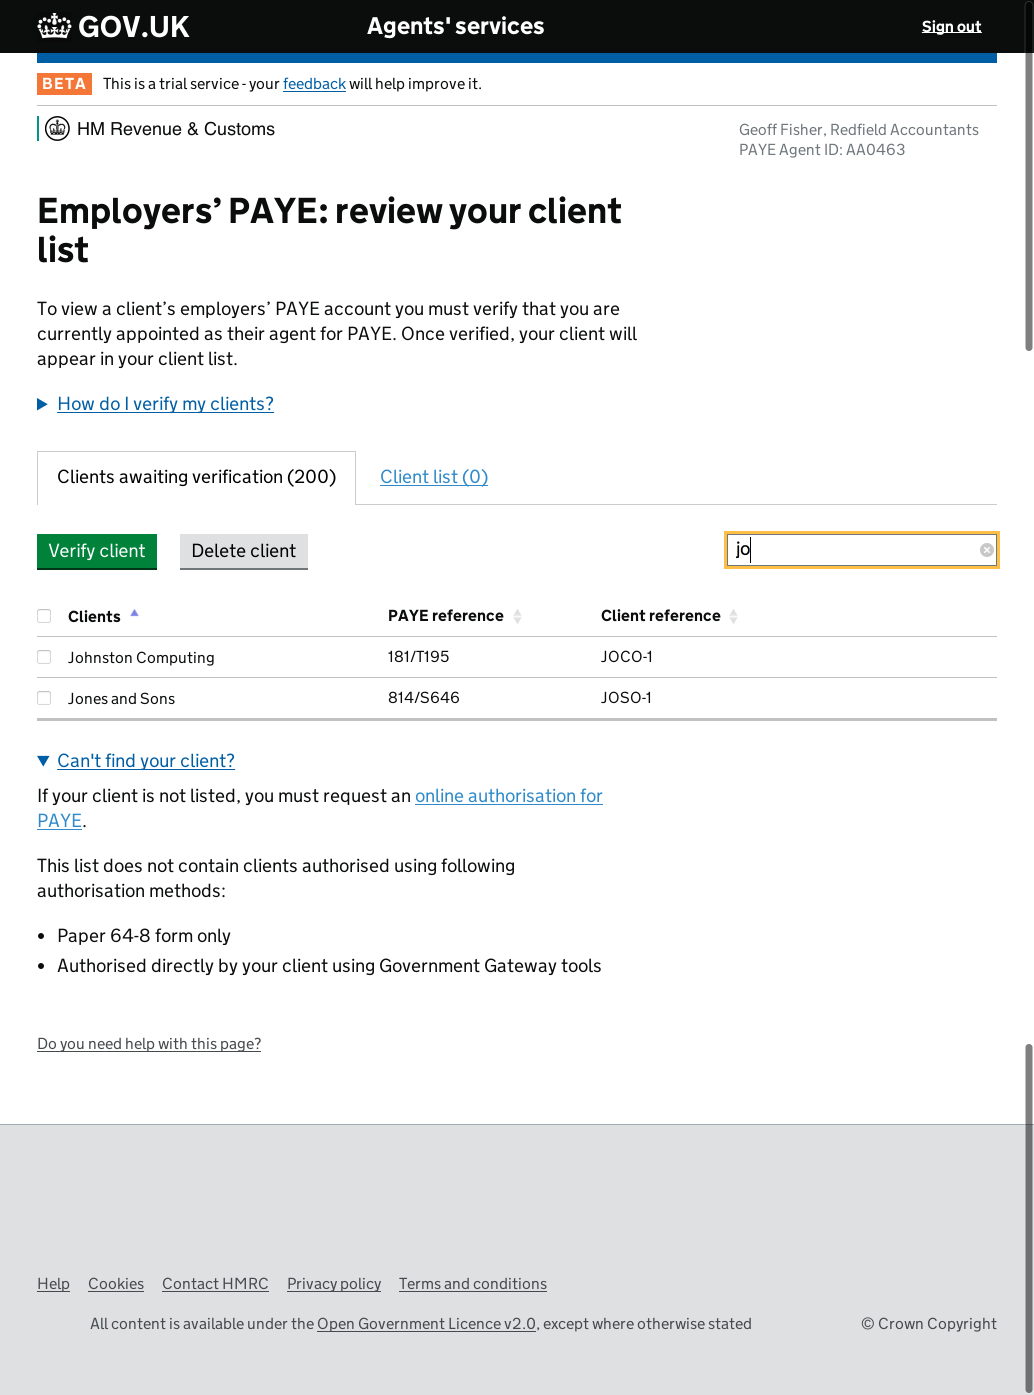 GOV.UK
Agents' services
Sign out
BETA This is a trial service - your feedback will help improve it.
HM Revenue & Customs
Geoff Fisher, Redfield Accountants
PAYE Agent ID: AA0463
Employers’ PAYE: review your client
list
To view a client’s employers’ PAYE account you must verify that you are
currently appointed as their agent for PAYE. Once verified, your client will
appear in your client list.
How do I verify my clients?
Clients awaiting verification (200)
Client list (0)
Verify client
Delete client
jo
Clients PAYE reference Client reference
Johnston Computing 181/T195 JOCO-1
Jones and Sons 814/S646 JOSO-1
Can't find your client?
If your client is not listed, you must request an online authorisation for
PAYE.
This list does not contain clients authorised using following
authorisation methods:
• Paper 64-8 form only
• Authorised directly by your client using Government Gateway tools
Do you need help with this page?
Help Cookies Contact HMRC Privacy policy Terms and conditions
All content is available under the Open Government Licence v2.0, except where otherwise stated
© Crown Copyright